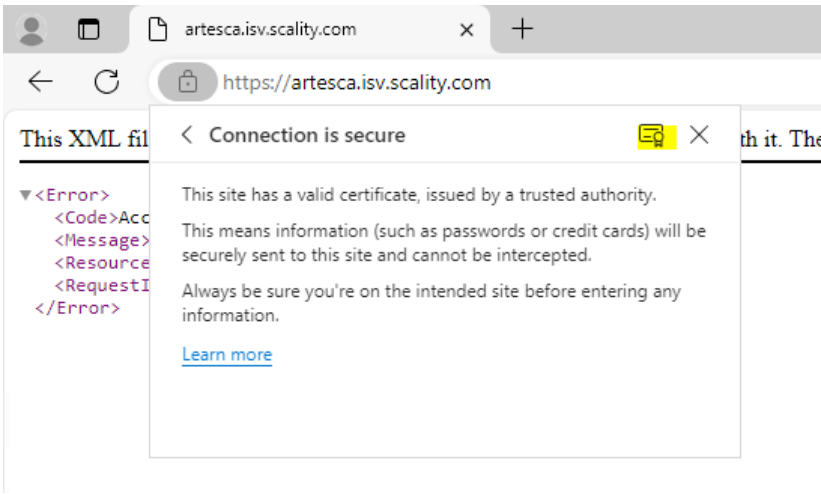 artesca.isv.scality.com
https://artesca.isv.scality.com
This XML fil
th it. The
Connection is secure
This site has a valid certificate, issued by a trusted authority.
This means information (such as passwords or credit cards) will be
securely sent to this site and cannot be intercepted.
Always be sure you're on the intended site before entering any
information.
Learn more
<Error>
<Code>Acc
<Message>
<Resource
<RequestI
</Error>